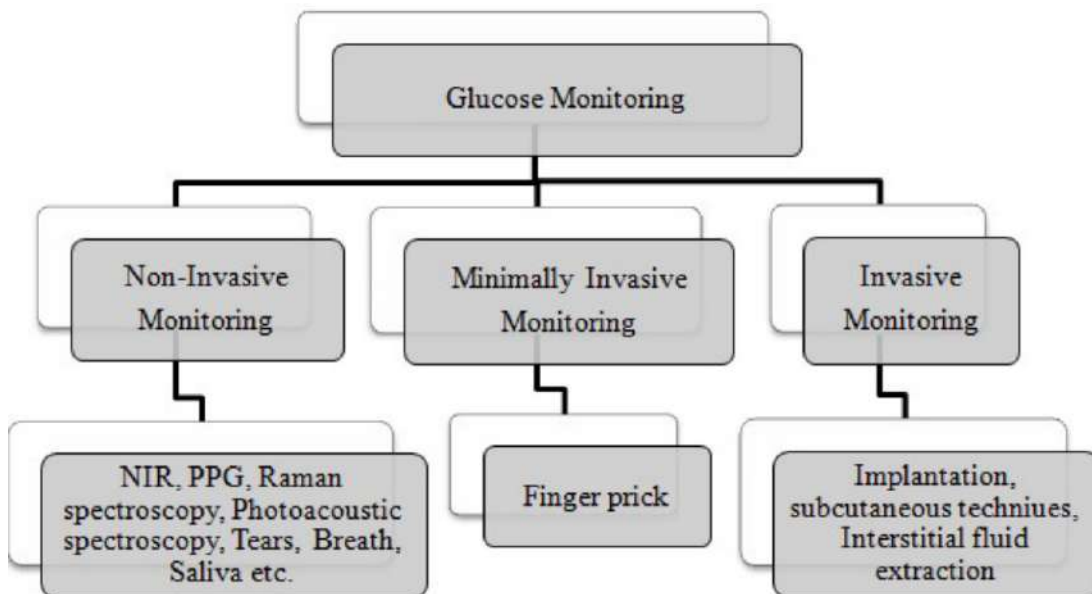 Glucose Monitoring
Non-Invasive
Monitoring
Minimally Invasive
Monitoring
Invasive
Monitoring
NIR, PPG, Raman
spectroscopy, Photoacoustic
spectroscopy, Tears, Breath,
Saliva etc.
Finger prick
Implantation,
subcutaneous techniues,
Interstitial fluid
extraction